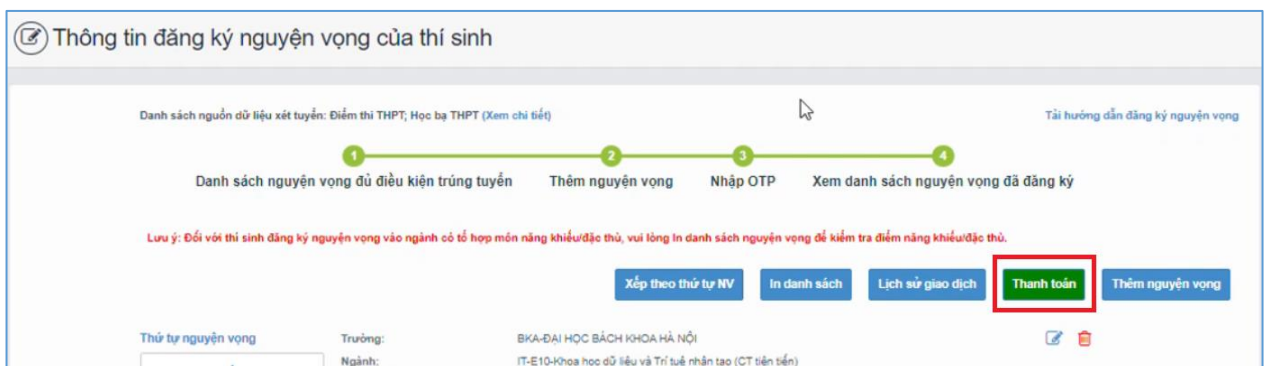 Thông tin đăng ký nguyện vọng của thí sinh
Danh sách nguồn dữ liệu xét tuyển: Điểm thi THPT; Học bạ THPT (Xem chi tiết)
Tải hướng dẫn đăng ký nguyện vọng
1 2 3 4
Danh sách nguyện vọng đủ điều kiện trúng tuyển Thêm nguyện vọng Nhập OTP Xem danh sách nguyện vọng đã đăng ký
Lưu ý: Đối với thí sinh đăng ký nguyện vọng vào ngành có tổ hợp môn năng khiếu/đặc thù, vui lòng In danh sách nguyện vọng để kiểm tra điểm năng khiếu/đặc thù.
Xếp theo thứ tự NV In danh sách Lịch sử giao dịch Thanh toán Thêm nguyện vọng
Thứ tự nguyện vọng Trường: BKA-ĐẠI HỌC BÁCH KHOA HÀ NỘI
Ngành: IT-E10-Khoa học dữ liệu và Trí tuệ nhân tạo (CT tiên tiến)